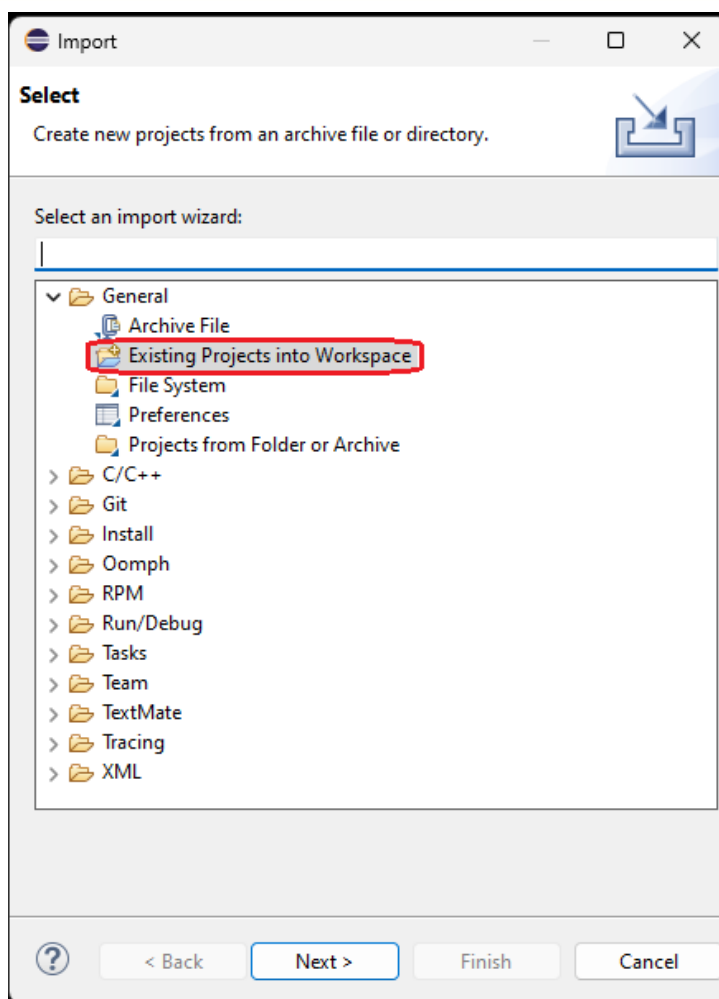 Import
Select
Create new projects from an archive file or directory.
Select an import wizard:
General
Archive File
Existing Projects into Workspace
File System
Preferences
Projects from Folder or Archive
C/C++
Git
Install
Oomph
RPM
Run/Debug
Tasks
Team
TextMate
Tracing
XML
? < Back Next > Finish Cancel